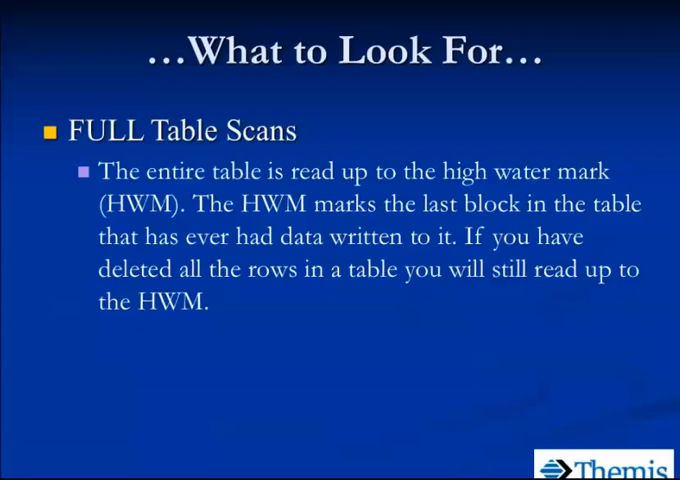 ...What to Look For...
FULL Table Scans
The entire table is read up to the high water mark
(HWM). The HWM marks the last block in the table
that has ever had data written to it. If you have
deleted all the rows in a table you will still read up to
the HWM.
Themis